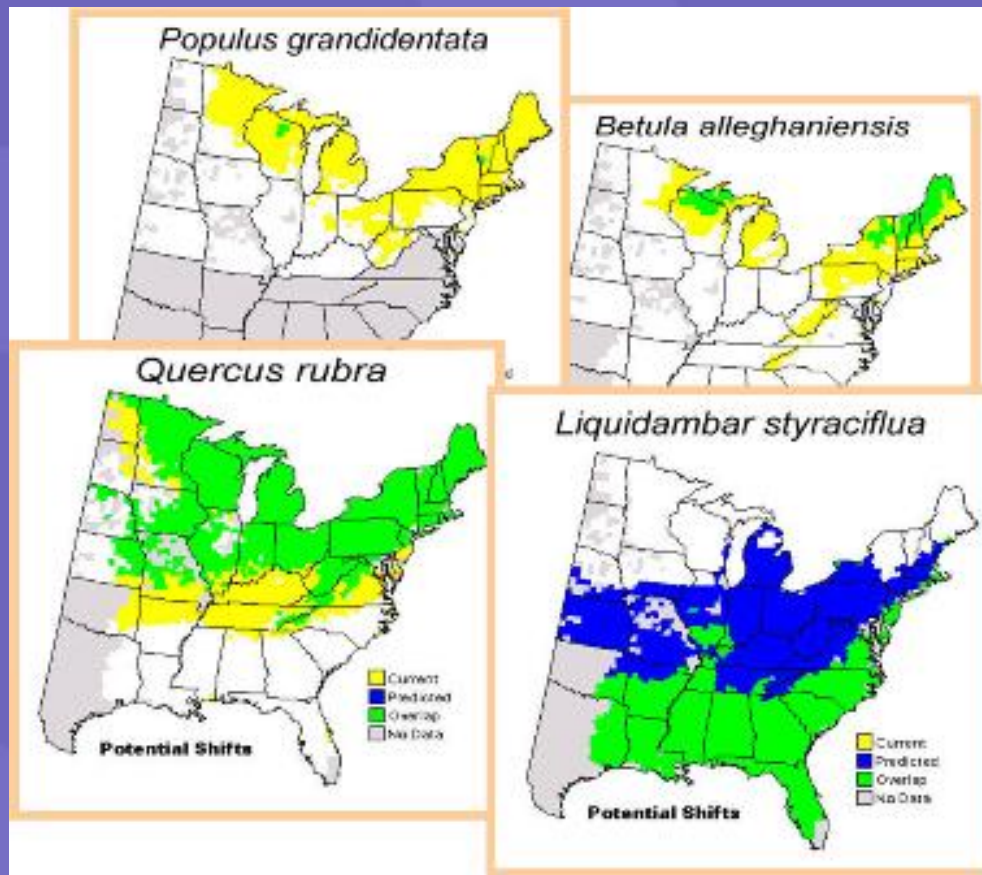 Populus grandidentata
Betula alleghaniensis
Quercus rubra
Current
Predicted
Overlap
No Data
Potential Shifts
Liquidambar styraciflua
Current
Predicted
Overlap
No Data
Potential Shifts